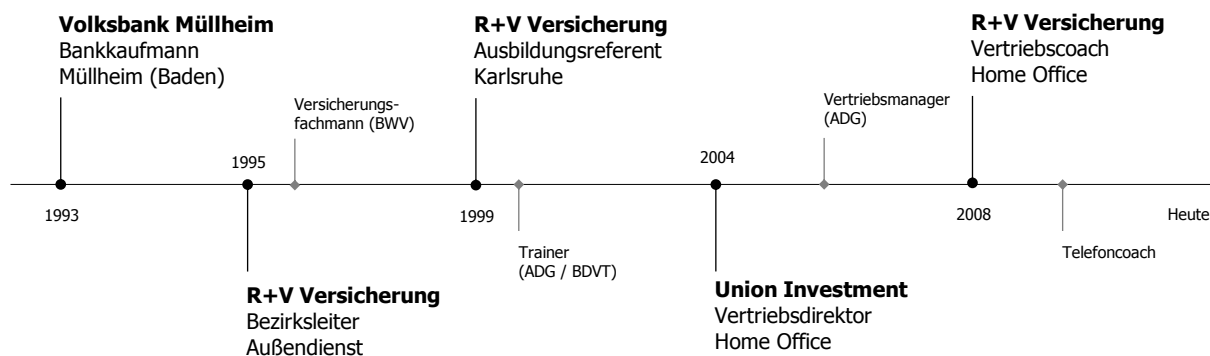 Volksbank Müllheim
Bankkaufmann
Müllheim (Baden)
R+V Versicherung
Ausbildungsreferent
Karlsruhe
R+V Versicherung
Vertriebscoach
Home Office
Versicherungs-
fachmann (BWV)
Vertriebsmanager
(ADG)
1995
2004
1993
1999
2008
Heute
Trainer
(ADG / BDVT)
Telefoncoach
R+V Versicherung
Bezirksleiter
Außendienst
Union Investment
Vertriebsdirektor
Home Office